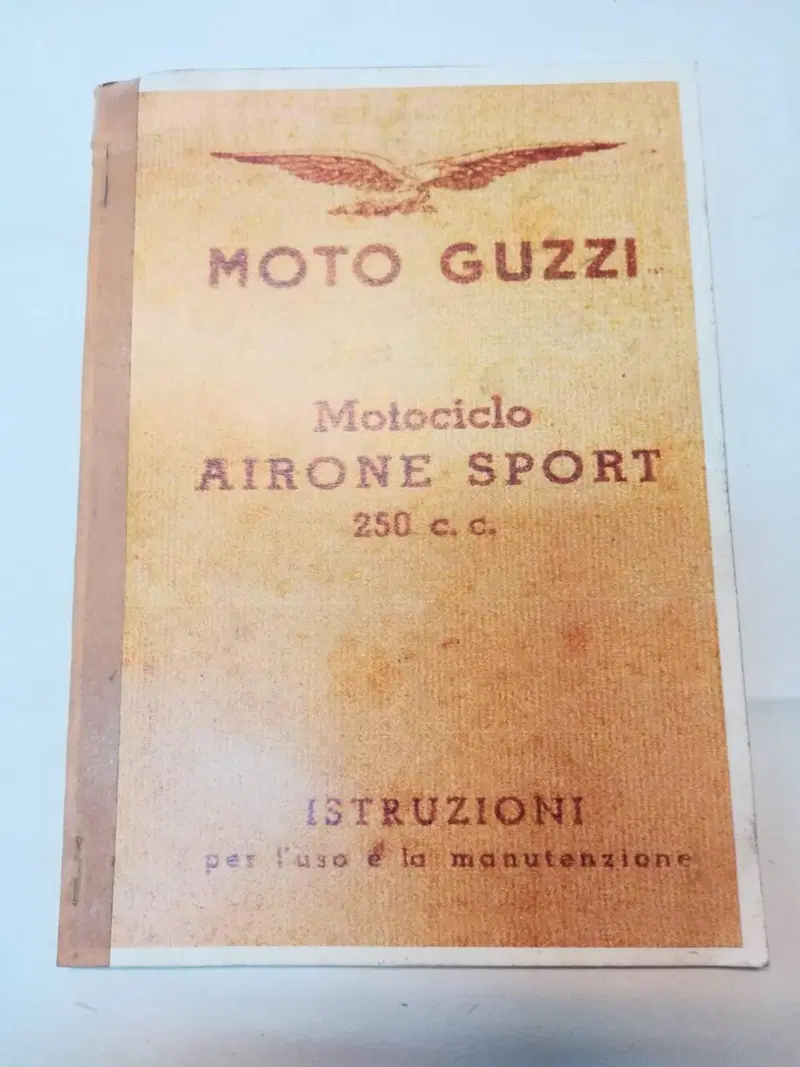 MOTO GUZZI
Motociclo
AIRONE SPORT
250 c. c.
ISTRUZIONI
per l'uso e la manutenzione